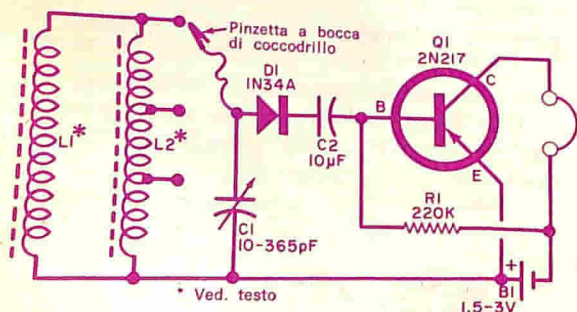 Pinzetta a bocca
di coccodrillo
Q1
2N217
D1
1N34A
C
B
L1*
L2*
C2
10µF
E
R1
220K
C1
10-365pF
+
B1
* Ved. testo
1.5-3V